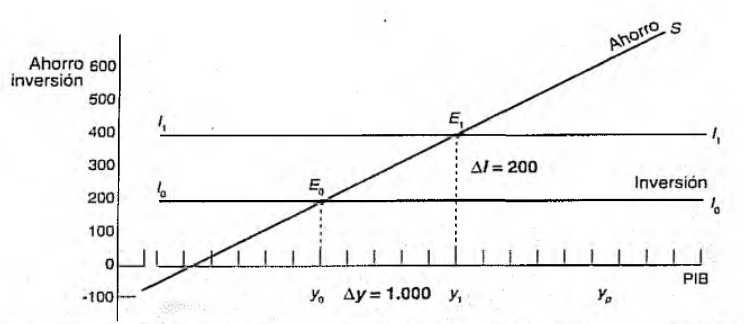 Ahorro S
Ahorro
inversión
600
500
400
300
200
100
0
-100
I₁ E₁ I₁
ΔI = 200
I₀ E₀ Inversión I₀
PIB
y₀ Δy = 1.000 y₁ yₚ